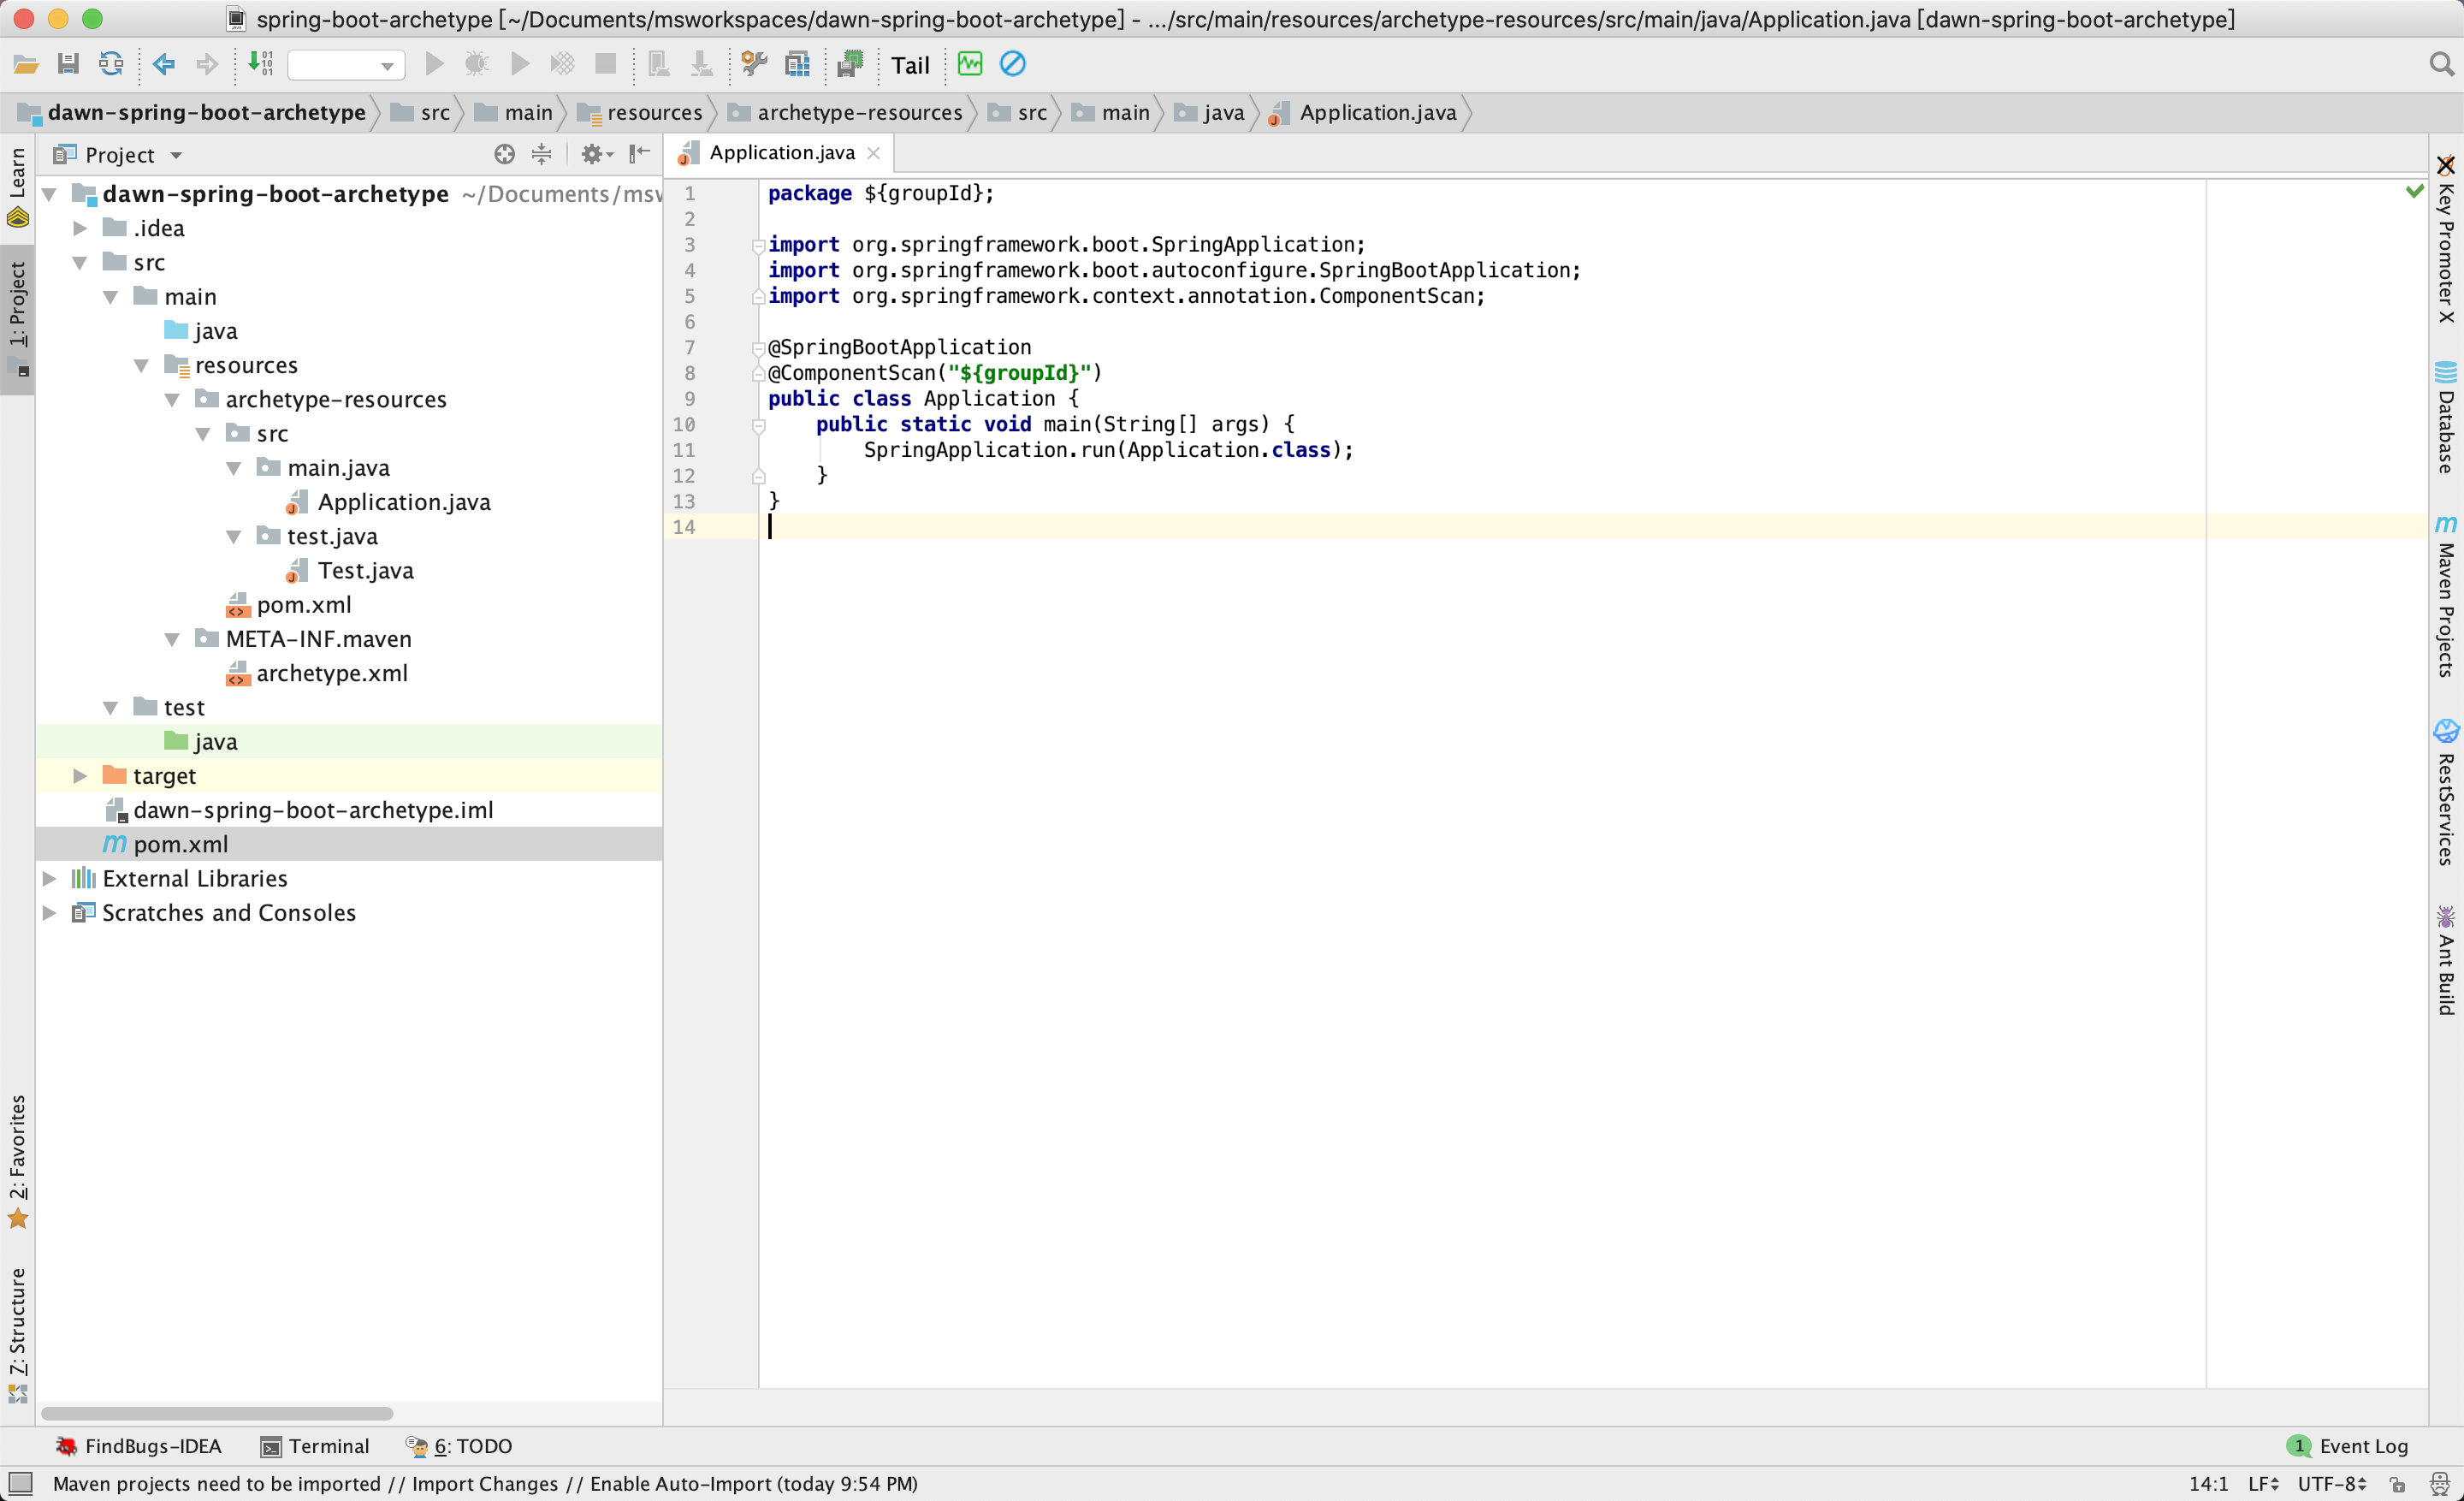 spring-boot-archetype [~/Documents/msworkspaces/dawn-spring-boot-archetype] - .../src/main/resources/archetype-resources/src/main/java/Application.java [dawn-spring-boot-archetype]
Tail
dawn-spring-boot-archetype src main resources archetype-resources src main java Application.java
Learn
1: Project
2: Favorites
7: Structure
Project
dawn-spring-boot-archetype ~/Documents/msw
.idea
src
main
java
resources
archetype-resources
src
main.java
Application.java
test.java
Test.java
pom.xml
META-INF.maven
archetype.xml
test
java
target
dawn-spring-boot-archetype.iml
pom.xml
External Libraries
Scratches and Consoles
Application.java
1 package ${groupId};
2
3 import org.springframework.boot.SpringApplication;
4 import org.springframework.boot.autoconfigure.SpringBootApplication;
5 import org.springframework.context.annotation.ComponentScan;
6
7 @SpringBootApplication
8 @ComponentScan("${groupId}")
9 public class Application {
10 public static void main(String[] args) {
11 SpringApplication.run(Application.class);
12 }
13 }
14
Key Promoter X
Database
Maven Projects
RestServices
Ant Build
FindBugs-IDEA Terminal 6: TODO 1 Event Log
Maven projects need to be imported // Import Changes // Enable Auto-Import (today 9:54 PM) 14:1 LF UTF-8